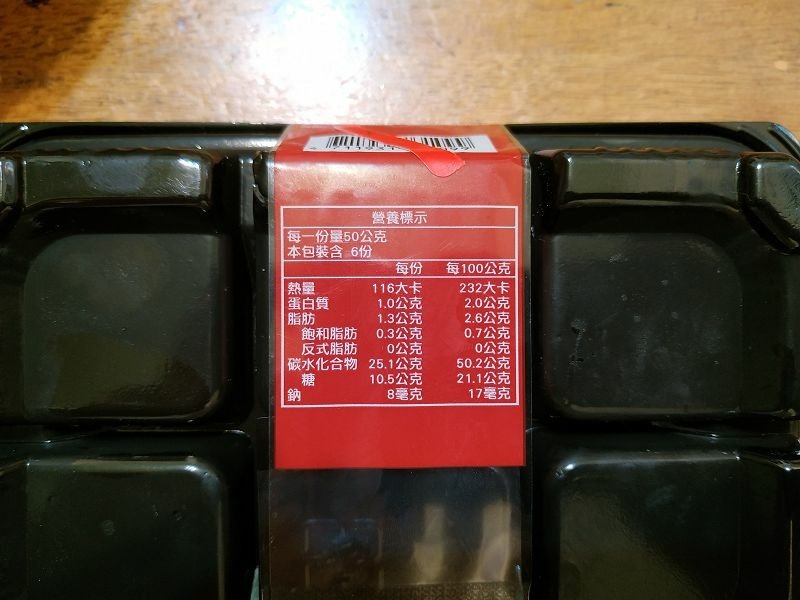 營養標示
每一份量50公克
本包裝含 6份
每份 每100公克
熱量 116大卡 232大卡
蛋白質 1.0公克 2.0公克
脂肪 1.3公克 2.6公克
飽和脂肪 0.3公克 0.7公克
反式脂肪 0公克 0公克
碳水化合物 25.1公克 50.2公克
糖 10.5公克 21.1公克
鈉 8毫克 17毫克